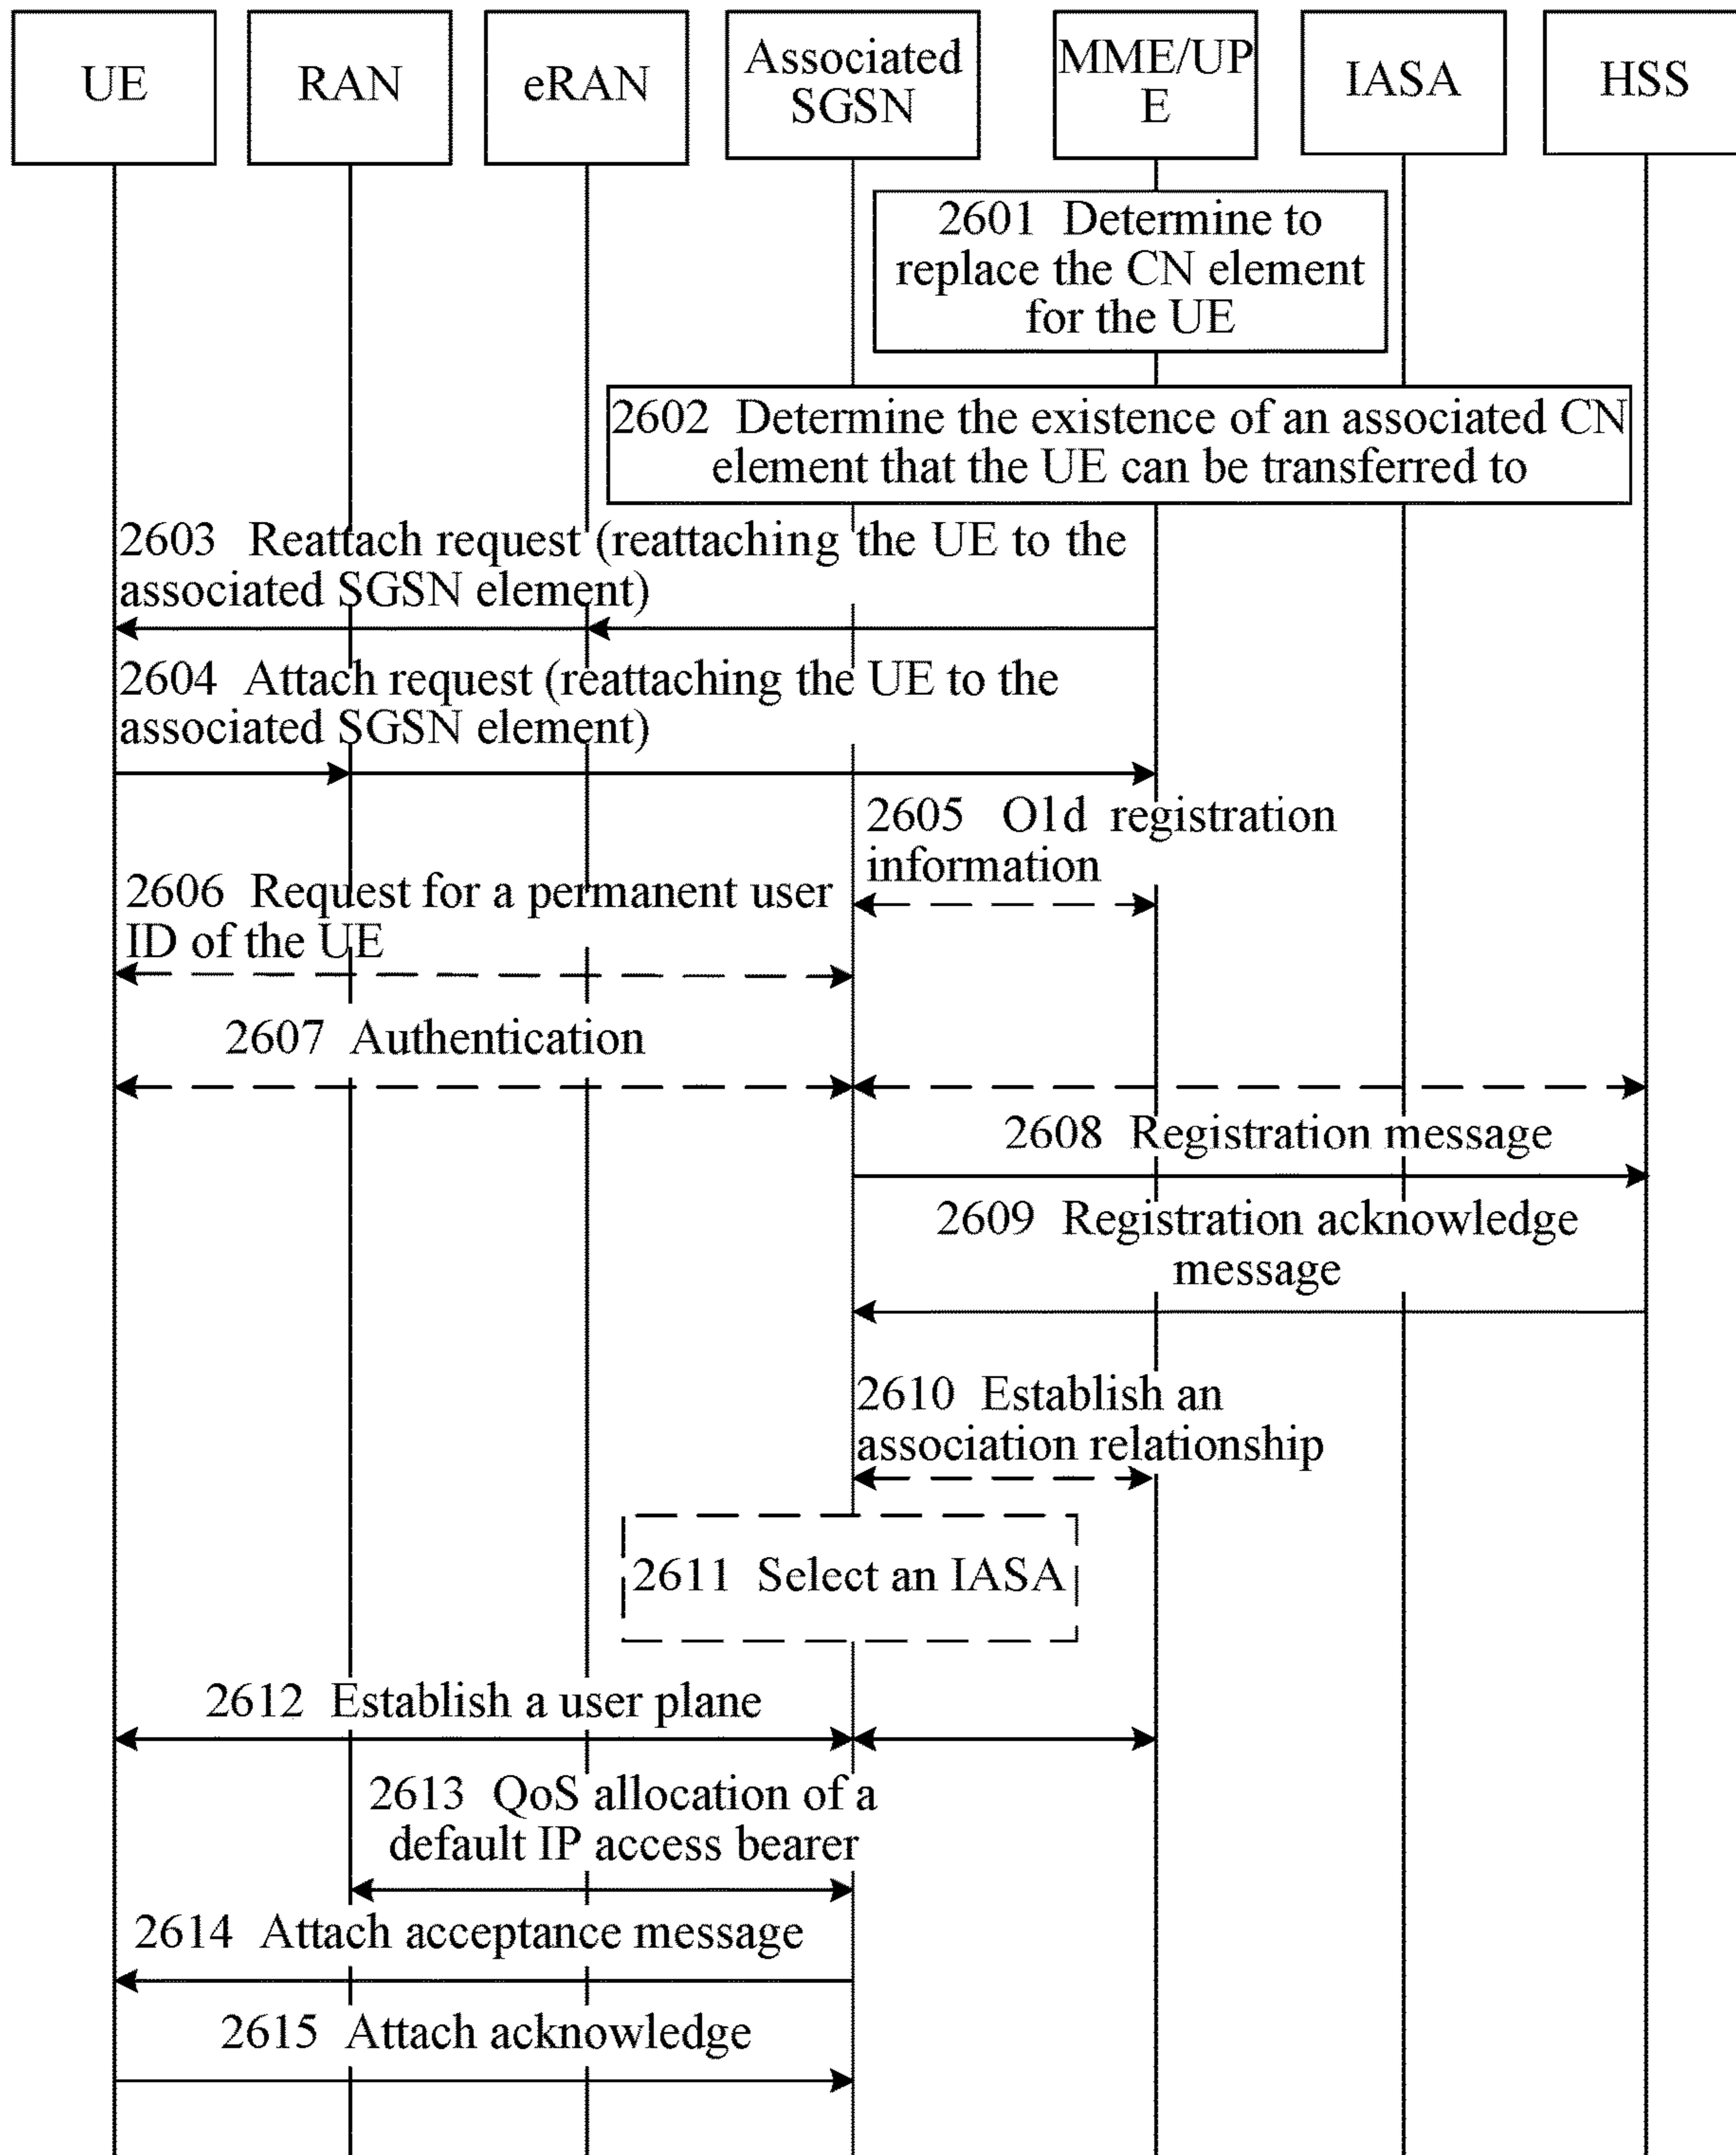 UE
RAN
eRAN
Associated
SGSN
MME/UP
E
IASA
HSS
2601 Determine to
replace the CN element
for the UE
2602 Determine the existence of an associated CN
element that the UE can be transferred to
2603 Reattach request (reattaching the UE to the
associated SGSN element)
2604 Attach request (reattaching the UE to the
associated SGSN element)
2605 Old registration
information
2606 Request for a permanent user
ID of the UE
2607 Authentication
2608 Registration message
2609 Registration acknowledge
message
2610 Establish an
association relationship
2611 Select an IASA
2612 Establish a user plane
2613 QoS allocation of a
default IP access bearer
2614 Attach acceptance message
2615 Attach acknowledge